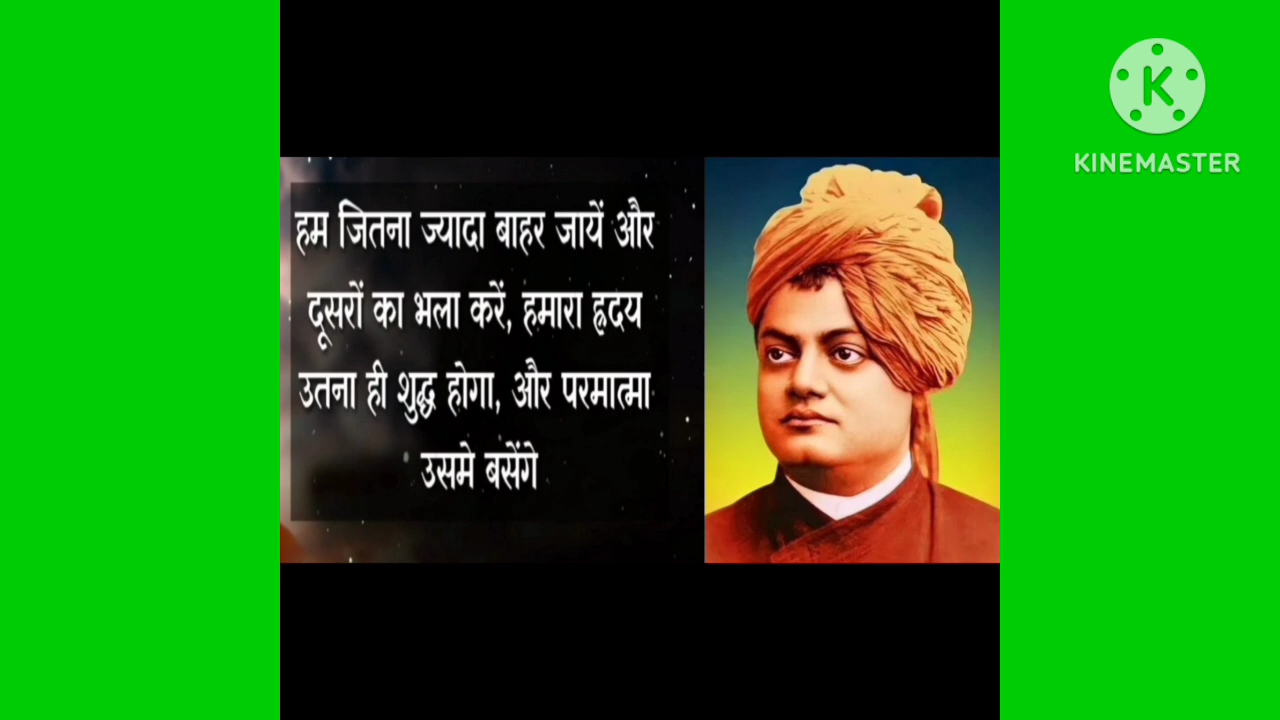 हम जितना ज्यादा बाहर जायें और
दूसरों का भला करें, हमारा हृदय
उतना ही शुद्ध होगा, और परमात्मा
उसमे बसेंगे
K
KINEMASTER